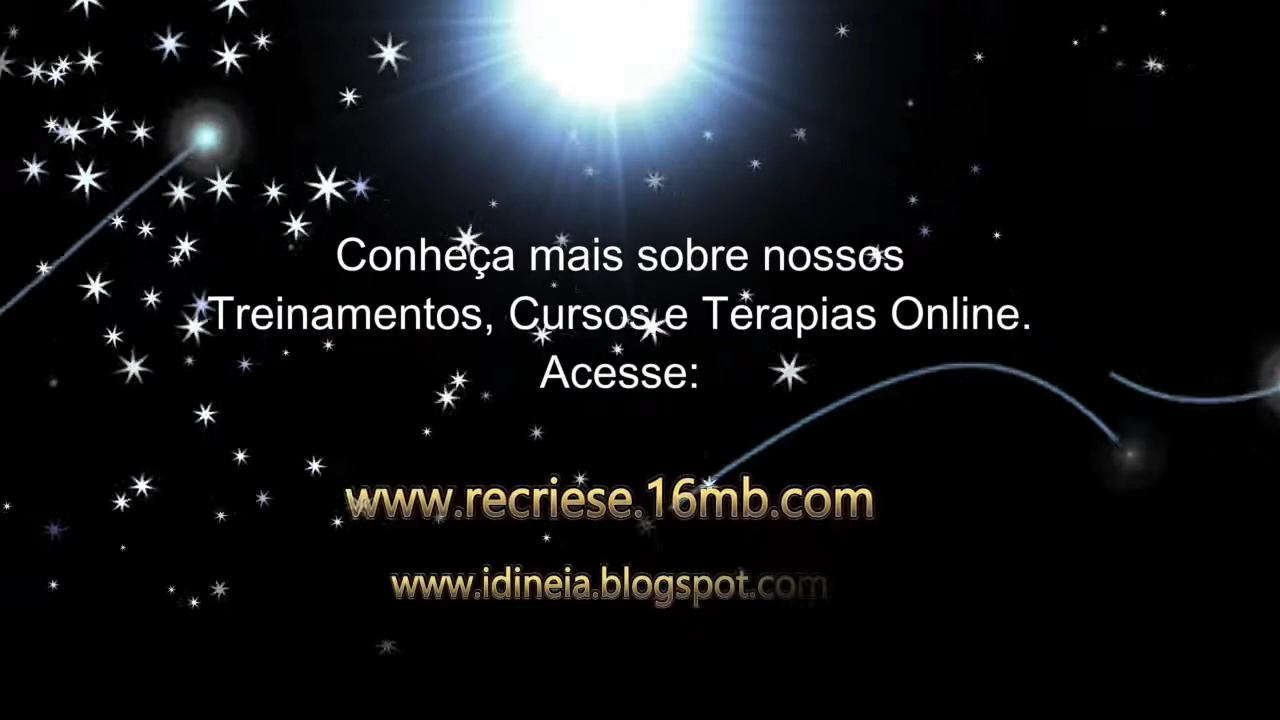 Conheça mais sobre nossos
Treinamentos, Cursos e Terapias Online.
Acesse:
www.recriese.16mb.com
www.idineia.blogspot.com